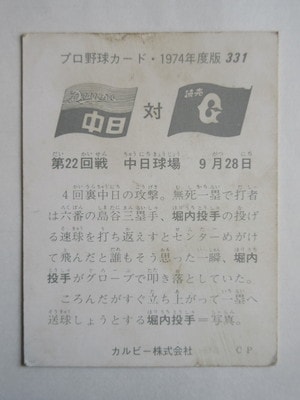 プロ野球カード・1974年度版 331
中日
対
読売
G
第22回戦 中日球場 9月28日
4回裏中日の攻撃。無死一塁で打者
は六番の島谷三塁手、堀内投手の投げ
る速球を打ち返えすとセンターめがけ
て飛んだと誰もそう思った一瞬、堀内
投手がグローブで叩き落としていた。
ころんだがすぐ立ち上がって一塁へ
送球しようとする堀内投手=写真。
カルビー株式会社
CP